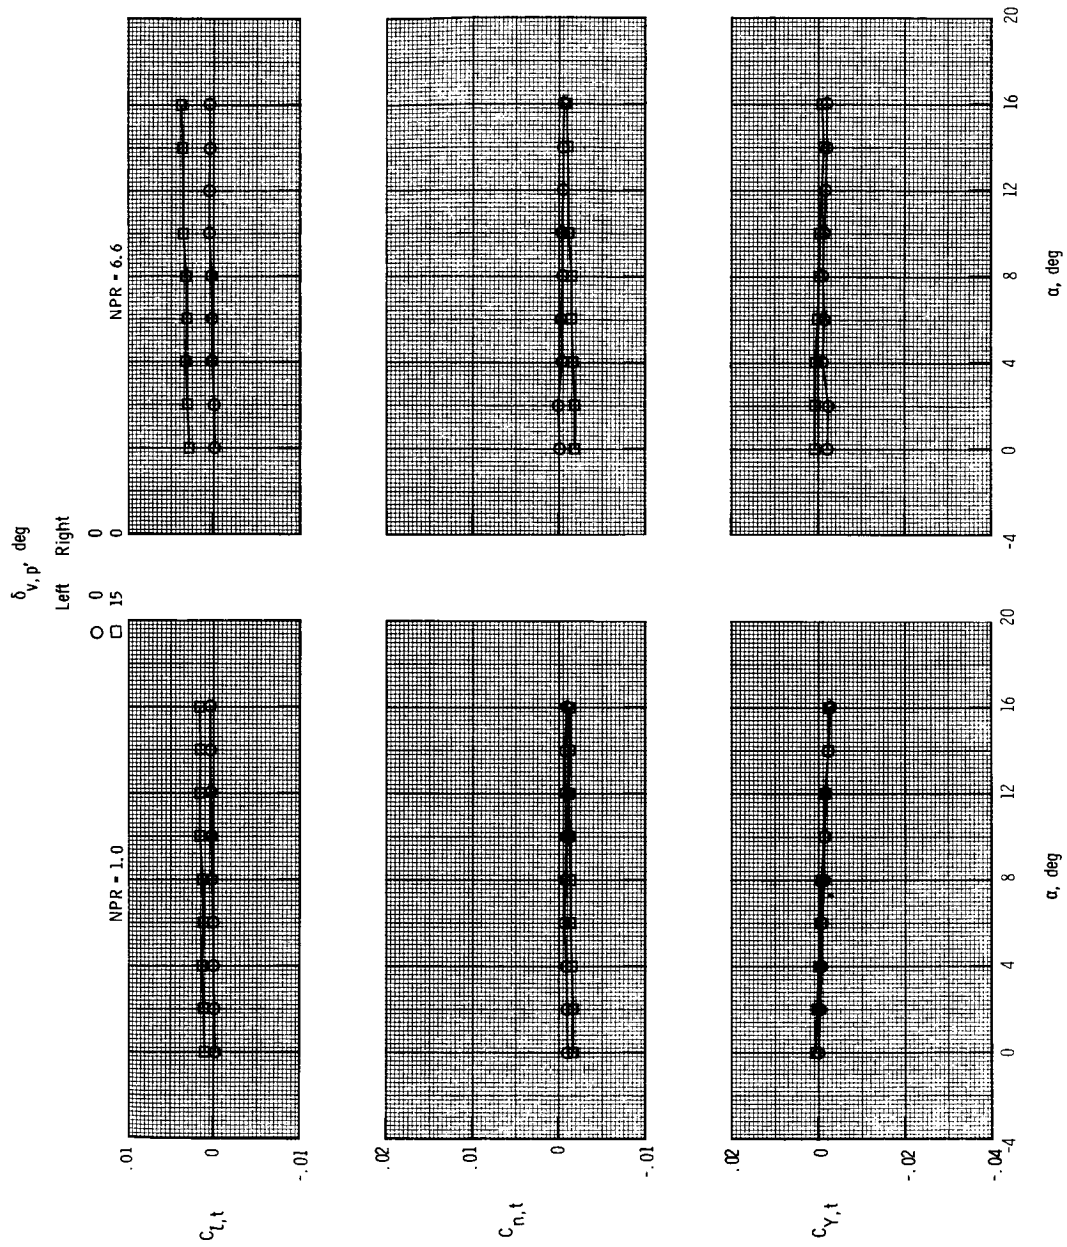 δv,p, deg
Left Right
○ 0 0
□ 15 0
NPR = 1.0
NPR = 6.6
Cl,t
.01
0
-.01
Cn,t
.02
.01
0
-.01
CY,t
.02
0
-.02
-.04
-4 0 4 8 12 16 20
α, deg
-4 0 4 8 12 16 20
α, deg